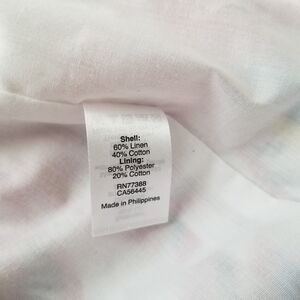 Shell:
60% Linen
40% Cotton
Lining:
80% Polyester
20% Cotton
RN77388
CA56445
Made in Philippines